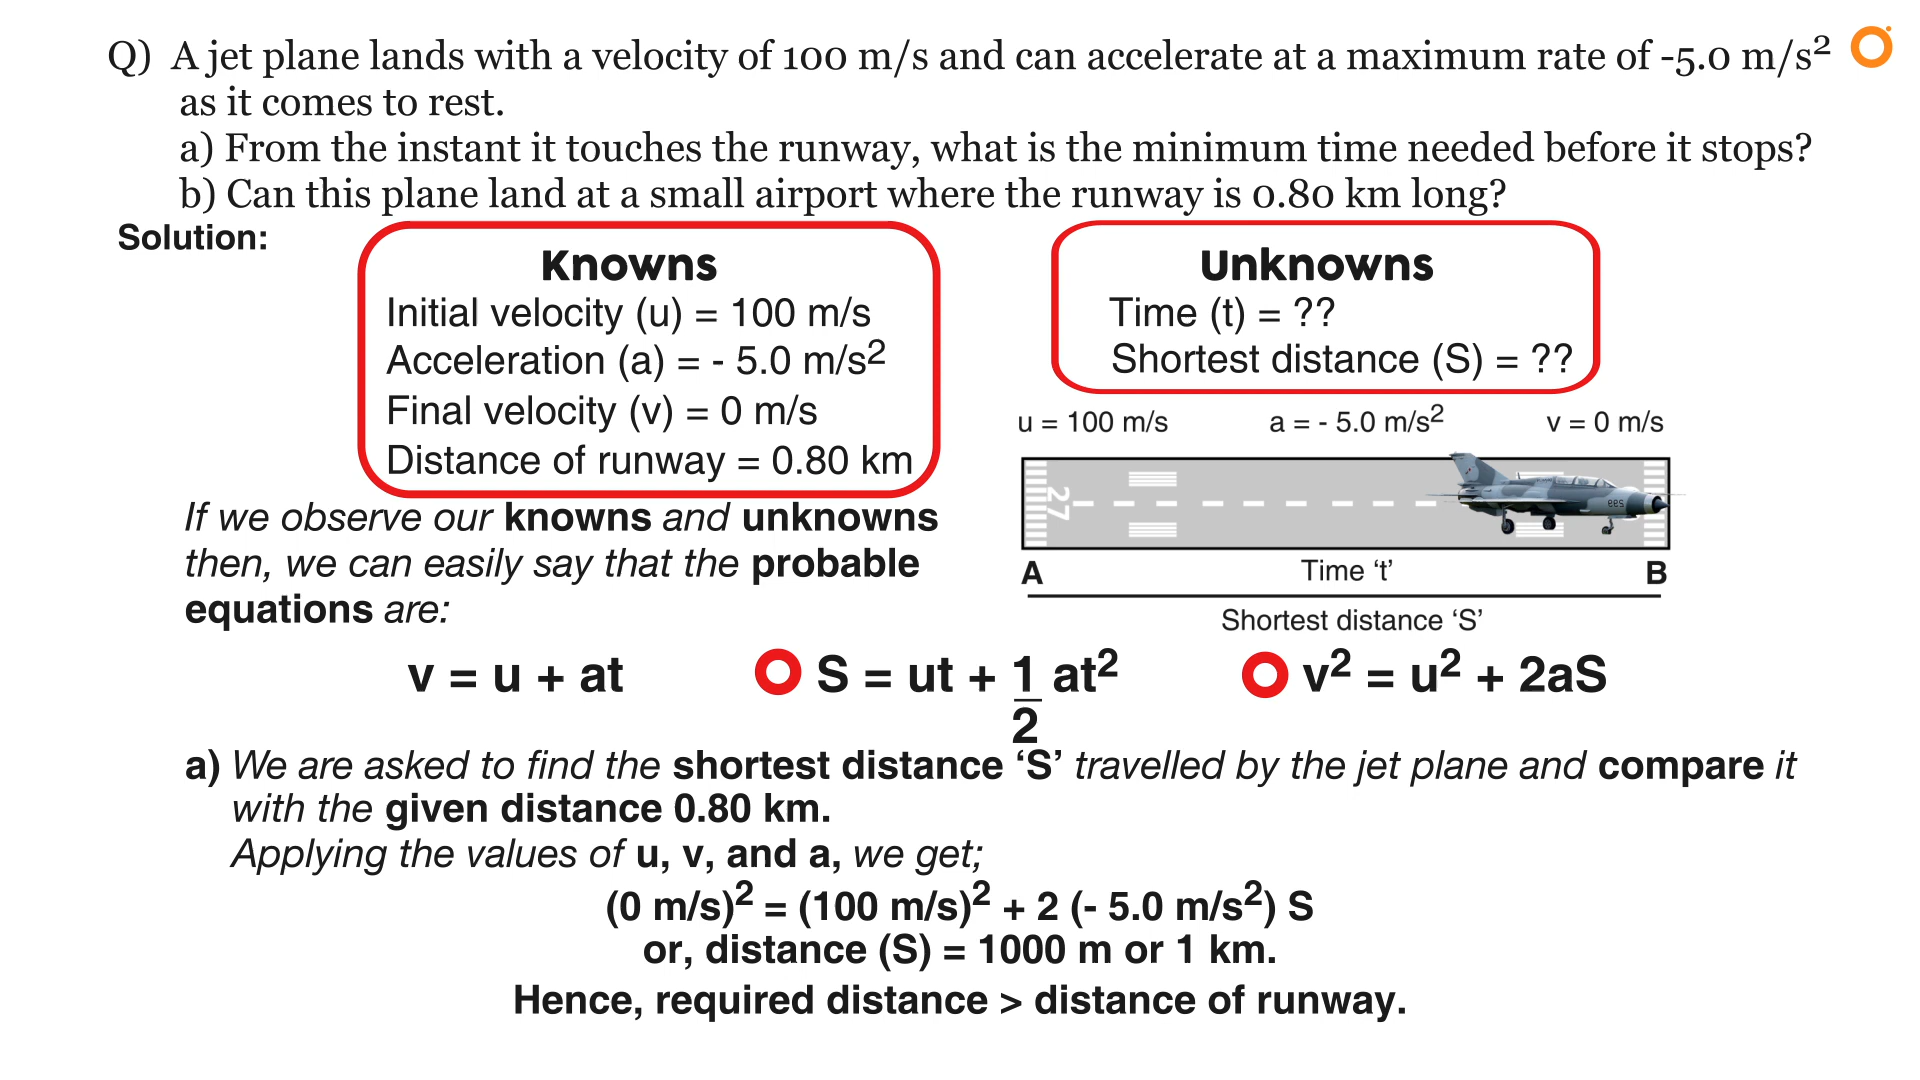 Q) A jet plane lands with a velocity of 100 m/s and can accelerate at a maximum rate of -5.0 m/s²
as it comes to rest.
a) From the instant it touches the runway, what is the minimum time needed before it stops?
b) Can this plane land at a small airport where the runway is 0.80 km long?
Solution:
Knowns
Initial velocity (u) = 100 m/s
Acceleration (a) = - 5.0 m/s²
Final velocity (v) = 0 m/s
Distance of runway = 0.80 km
Unknowns
Time (t) = ??
Shortest distance (S) = ??
u = 100 m/s a = - 5.0 m/s² v = 0 m/s
27
A Time ‘t’ B
Shortest distance ‘S’
If we observe our knowns and unknowns
then, we can easily say that the probable
equations are:
v = u + at S = ut + 1/2 at² v² = u² + 2aS
a) We are asked to find the shortest distance ‘S’ travelled by the jet plane and compare it
with the given distance 0.80 km.
Applying the values of u, v, and a, we get;
(0 m/s)² = (100 m/s)² + 2 (- 5.0 m/s²) S
or, distance (S) = 1000 m or 1 km.
Hence, required distance > distance of runway.